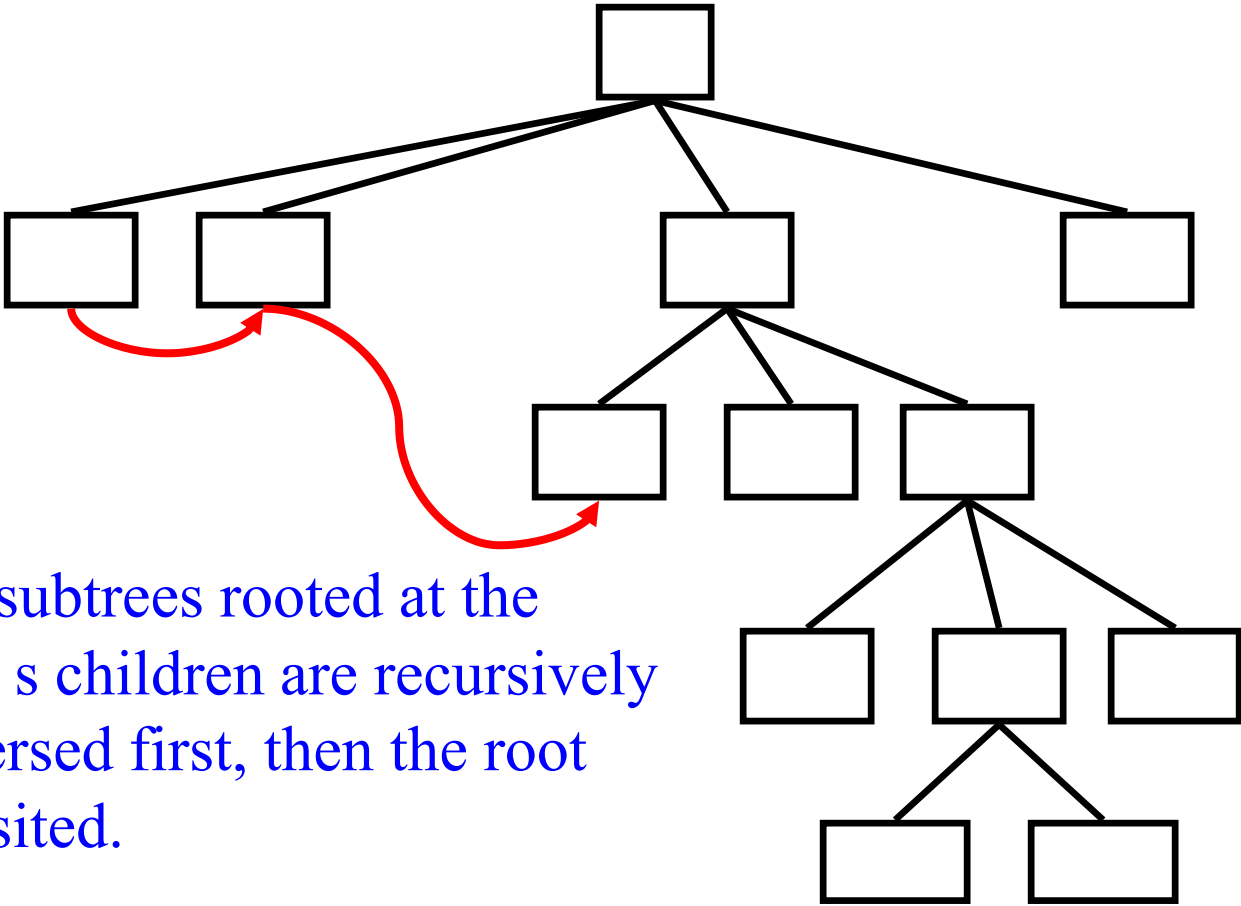 subtrees rooted at the
s children are recursively
ersed first, then the root
sited.